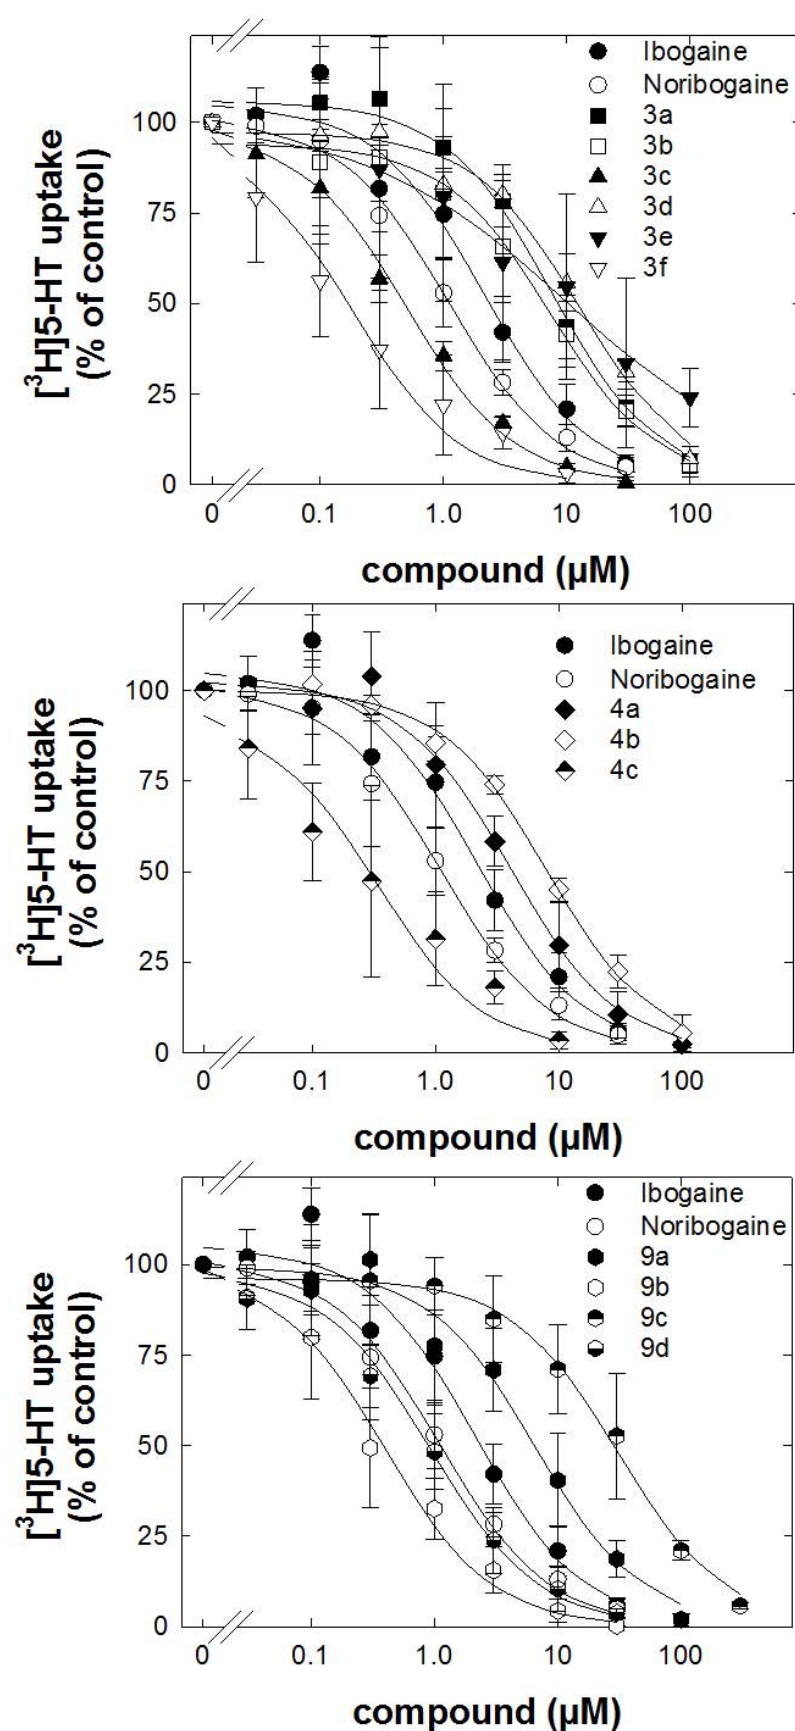 Ibogaine
Noribogaine
3a
3b
3c
3d
3e
3f
[³H]5-HT uptake
(% of control)
100
75
50
25
0
0 0.1 1.0 10 100
compound (µM)
Ibogaine
Noribogaine
4a
4b
4c
[³H]5-HT uptake
(% of control)
100
75
50
25
0
0 0.1 1.0 10 100
compound (µM)
Ibogaine
Noribogaine
9a
9b
9c
9d
[³H]5-HT uptake
(% of control)
100
75
50
25
0
0 0.1 1.0 10 100
compound (µM)